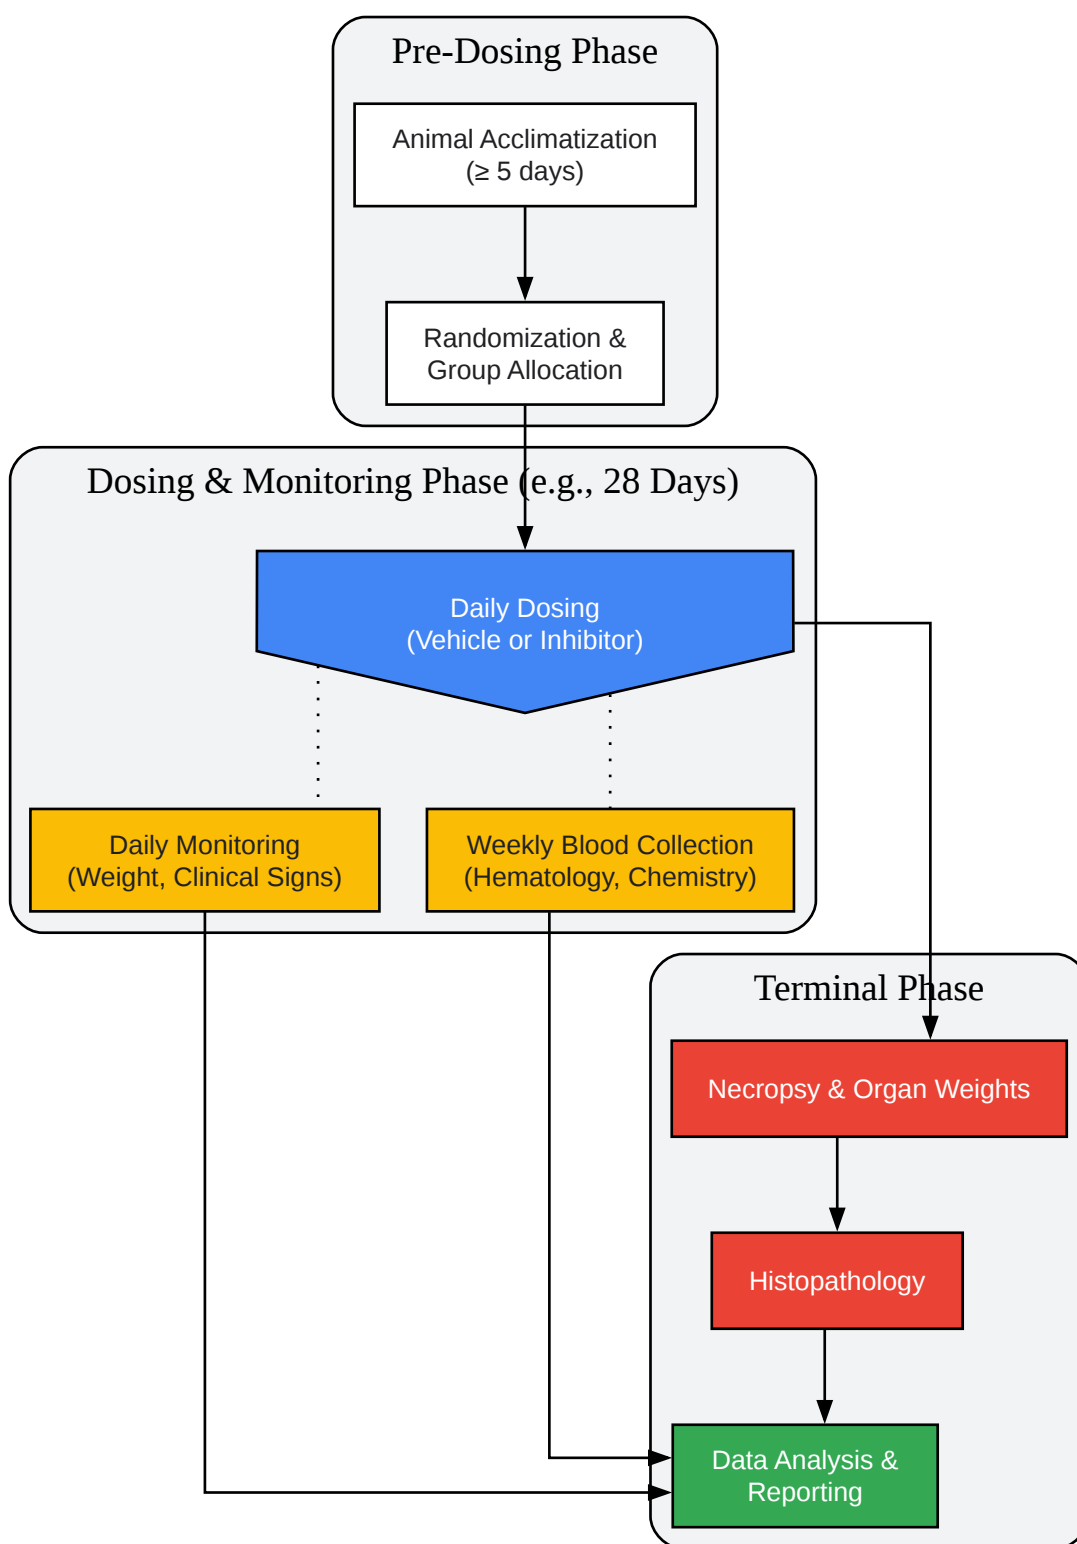 Pre-Dosing Phase
Animal Acclimatization
(≥ 5 days)
Randomization &
Group Allocation
Dosing & Monitoring Phase (e.g., 28 Days)
Daily Dosing
(Vehicle or Inhibitor)
Daily Monitoring
(Weight, Clinical Signs)
Weekly Blood Collection
(Hematology, Chemistry)
Terminal Phase
Necropsy & Organ Weights
Histopathology
Data Analysis &
Reporting